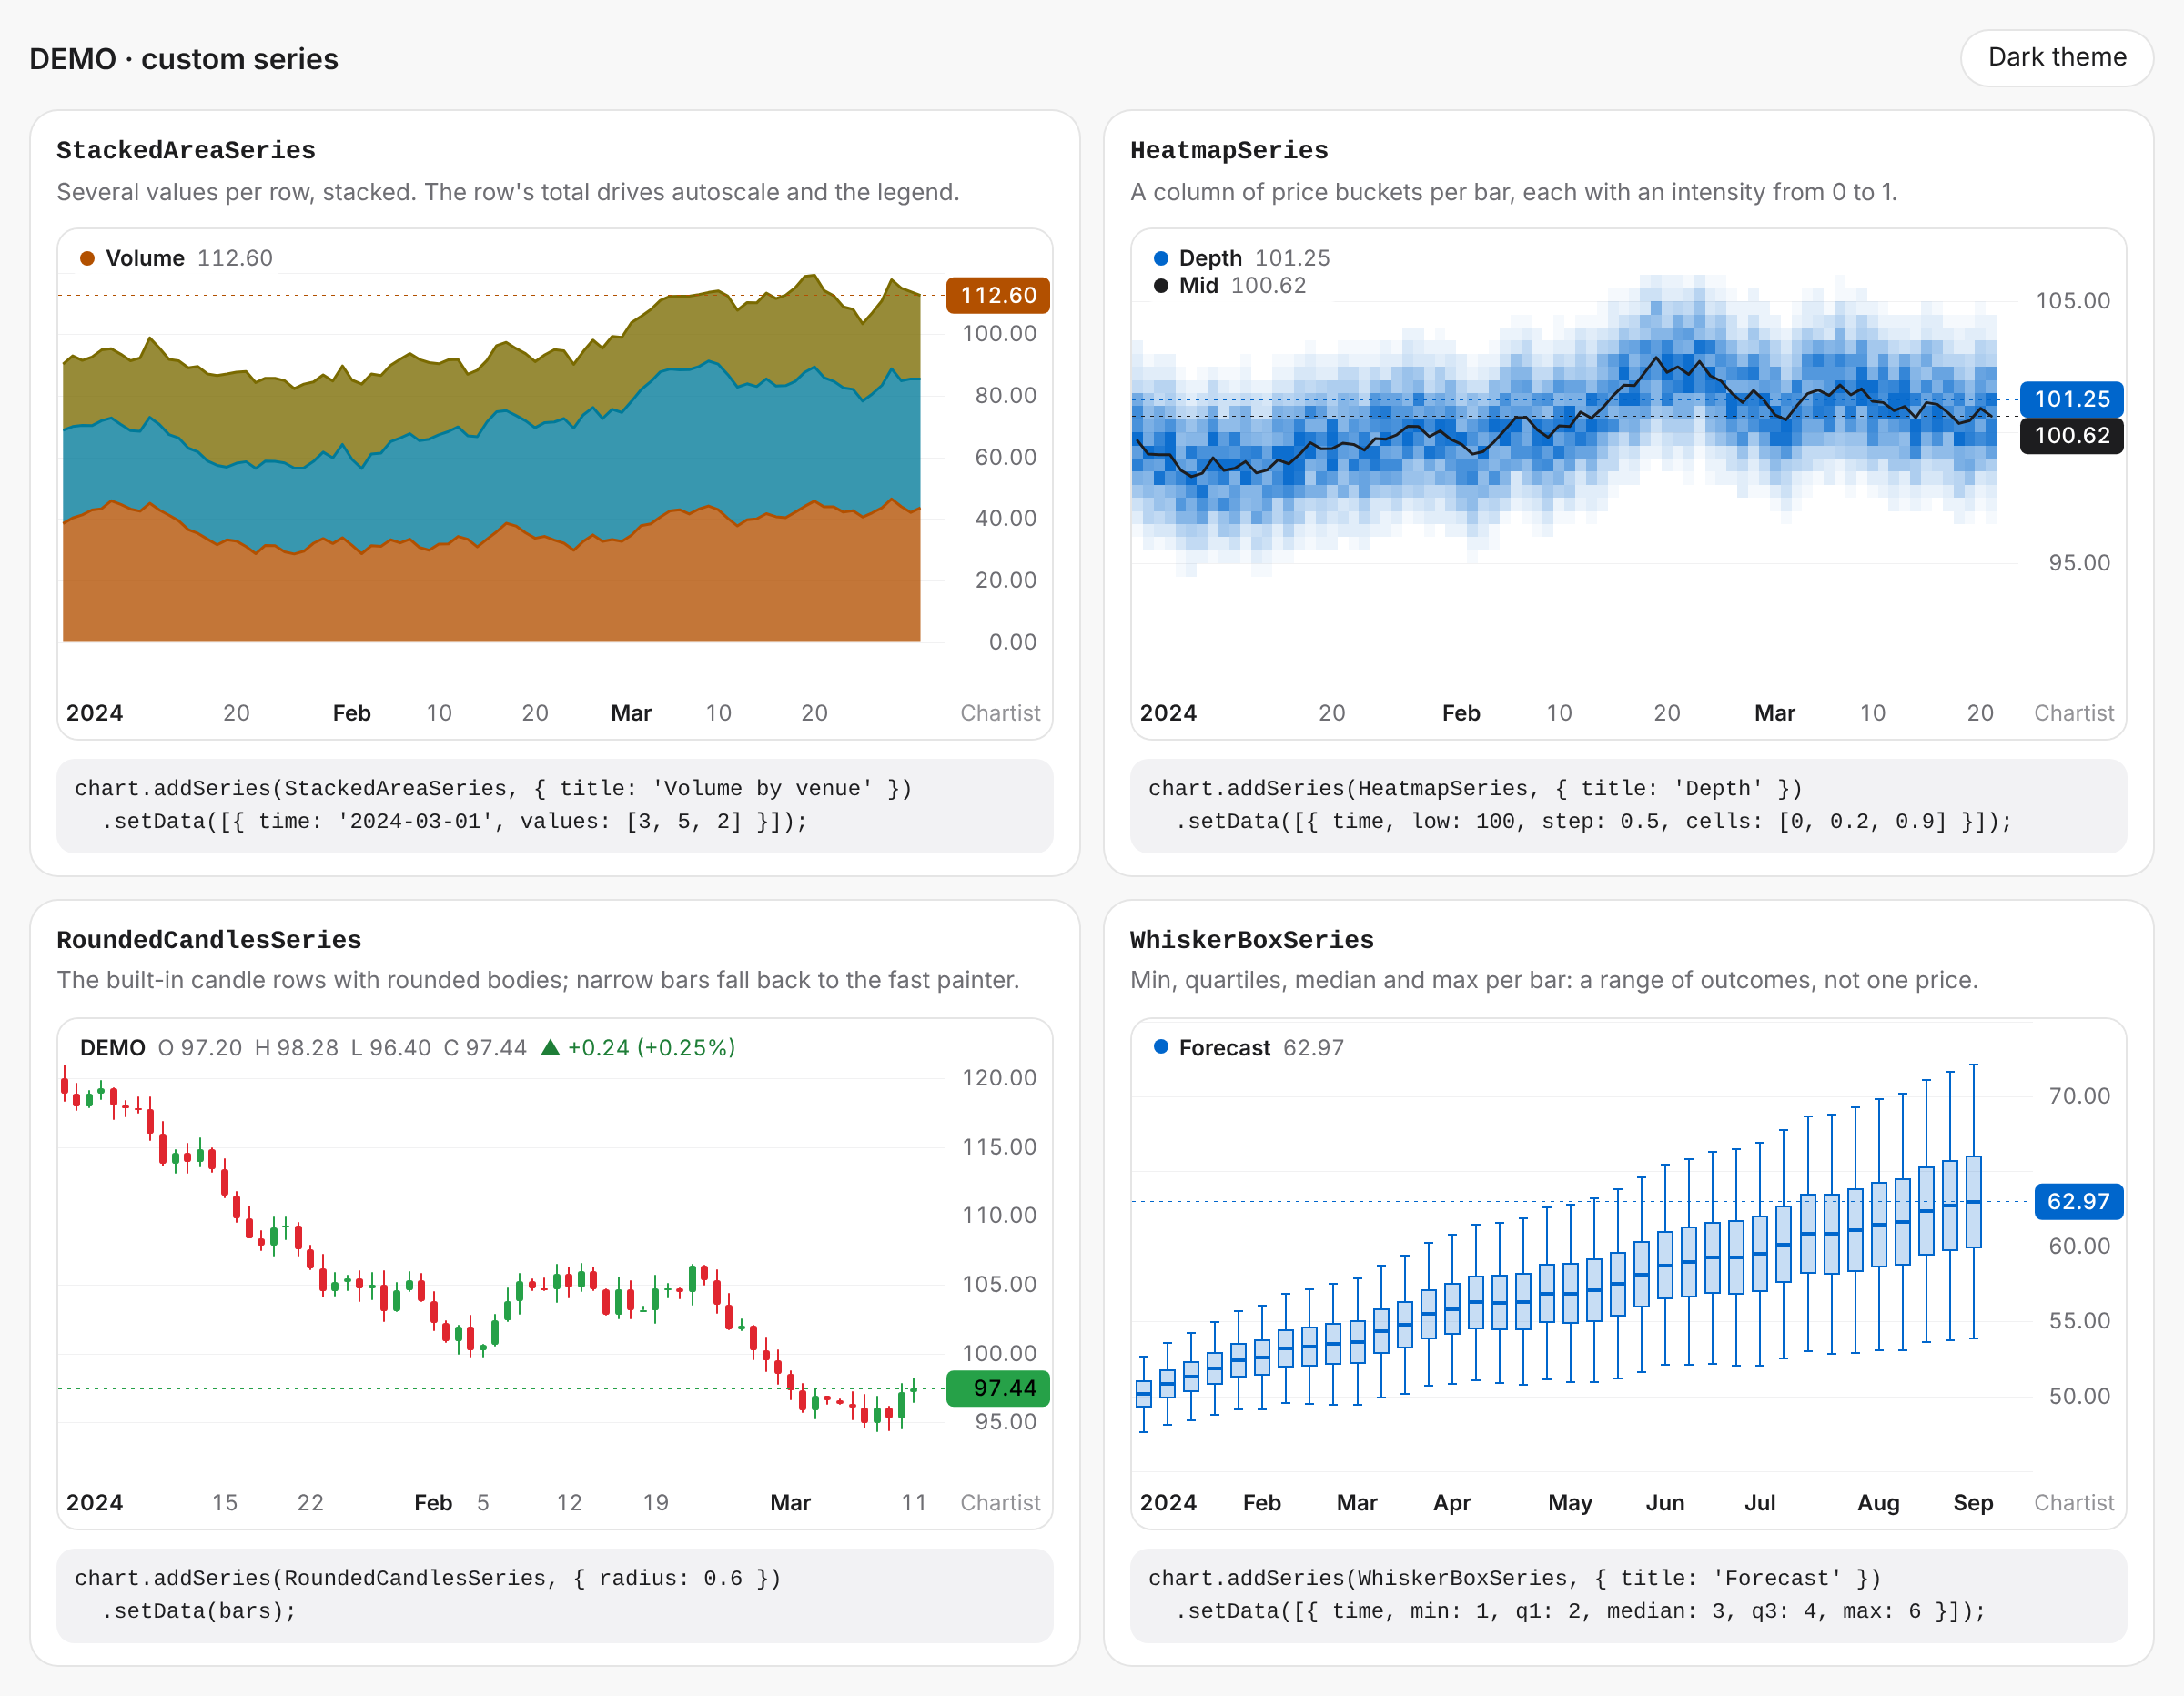 DEMO · custom series
Dark theme
StackedAreaSeries
Several values per row, stacked. The row's total drives autoscale and the legend.
Volume 112.60
112.60
100.00
80.00
60.00
40.00
20.00
0.00
2024 20 Feb 10 20 Mar 10 20 Chartist
chart.addSeries(StackedAreaSeries, { title: 'Volume by venue' })
.setData([{ time: '2024-03-01', values: [3, 5, 2] }]);
HeatmapSeries
A column of price buckets per bar, each with an intensity from 0 to 1.
Depth 101.25
Mid 100.62
105.00
101.25
100.62
95.00
2024 20 Feb 10 20 Mar 10 20 Chartist
chart.addSeries(HeatmapSeries, { title: 'Depth' })
.setData([{ time, low: 100, step: 0.5, cells: [0, 0.2, 0.9] }]);
RoundedCandlesSeries
The built-in candle rows with rounded bodies; narrow bars fall back to the fast painter.
DEMO O 97.20 H 98.28 L 96.40 C 97.44 ▲ +0.24 (+0.25%)
120.00
115.00
110.00
105.00
100.00
97.44
95.00
2024 15 22 Feb 5 12 19 Mar 11 Chartist
chart.addSeries(RoundedCandlesSeries, { radius: 0.6 })
.setData(bars);
WhiskerBoxSeries
Min, quartiles, median and max per bar: a range of outcomes, not one price.
Forecast 62.97
70.00
62.97
60.00
55.00
50.00
2024 Feb Mar Apr May Jun Jul Aug Sep Chartist
chart.addSeries(WhiskerBoxSeries, { title: 'Forecast' })
.setData([{ time, min: 1, q1: 2, median: 3, q3: 4, max: 6 }]);